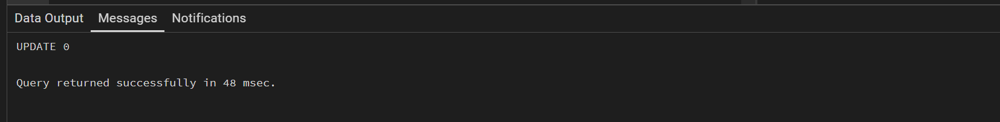 Data Output Messages Notifications
UPDATE 0
Query returned successfully in 48 msec.